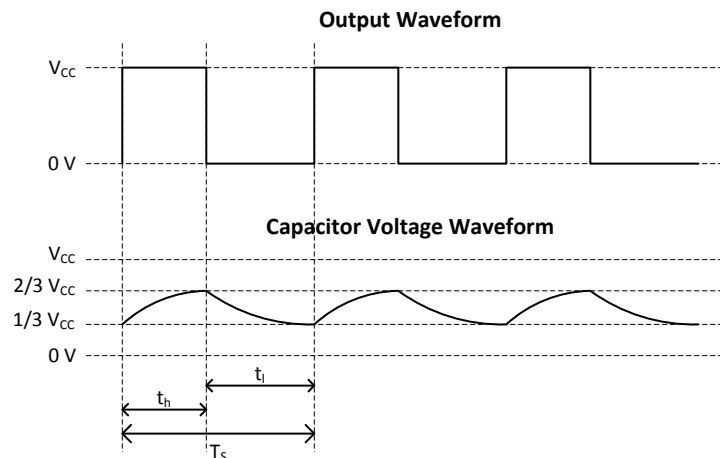 Output Waveform
VCC
0 V
Capacitor Voltage Waveform
VCC
2/3 VCC
1/3 VCC
0 V
tl
th
TS